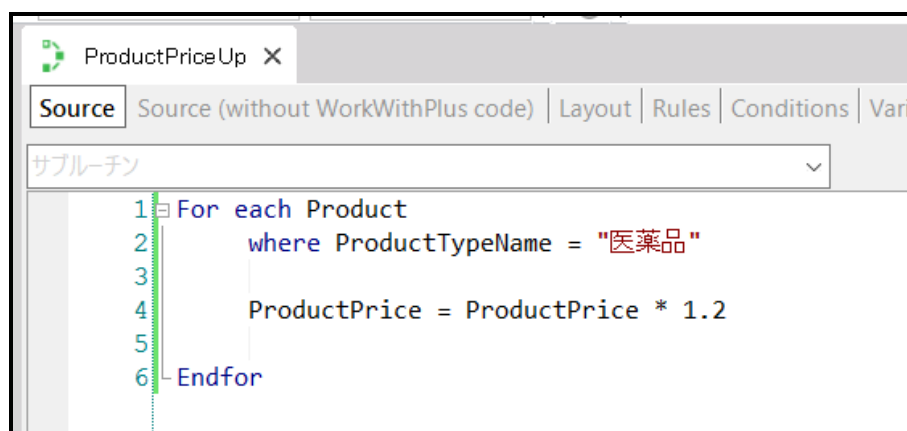 ProductPriceUp ✕
Source Source (without WorkWithPlus code) Layout Rules Conditions Vari
サブルーチン
1 For each Product
2 where ProductTypeName = "医薬品"
3
4 ProductPrice = ProductPrice * 1.2
5
6 Endfor